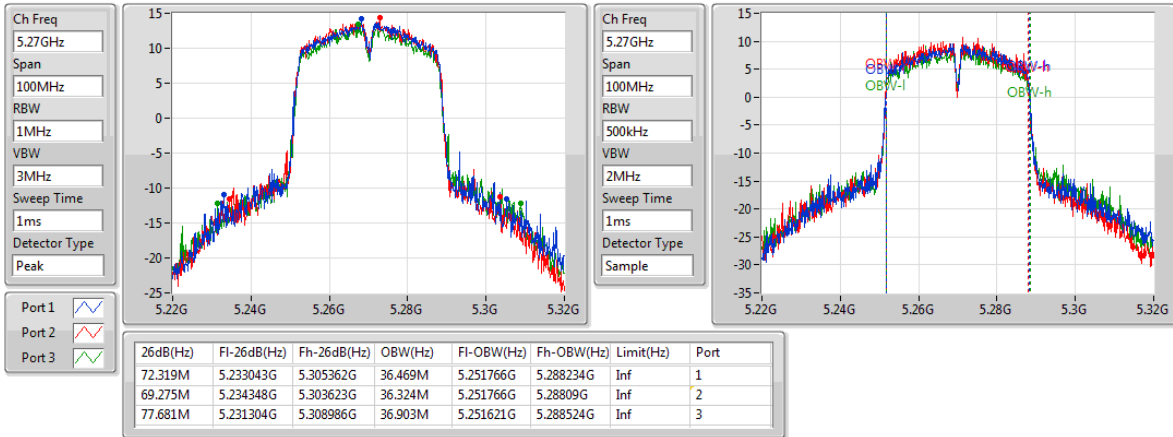 Ch Freq
5.27GHz
Span
100MHz
RBW
1MHz
VBW
3MHz
Sweep Time
1ms
Detector Type
Peak
15
10
5
0
-5
-10
-15
-20
-25
5.22G 5.24G 5.26G 5.28G 5.3G 5.32G
Port 1
Port 2
Port 3
Ch Freq
5.27GHz
Span
100MHz
RBW
500kHz
VBW
2MHz
Sweep Time
1ms
Detector Type
Sample
15
10
5
0
-5
-10
-15
-20
-25
-30
-35
OBW-l
OBW-h
5.22G 5.24G 5.26G 5.28G 5.3G 5.32G
26dB(Hz) Fl-26dB(Hz) Fh-26dB(Hz) OBW(Hz) Fl-OBW(Hz) Fh-OBW(Hz) Limit(Hz) Port
72.319M 5.233043G 5.305362G 36.469M 5.251766G 5.288234G Inf 1
69.275M 5.234348G 5.303623G 36.324M 5.251766G 5.28809G Inf 2
77.681M 5.231304G 5.308986G 36.903M 5.251621G 5.288524G Inf 3